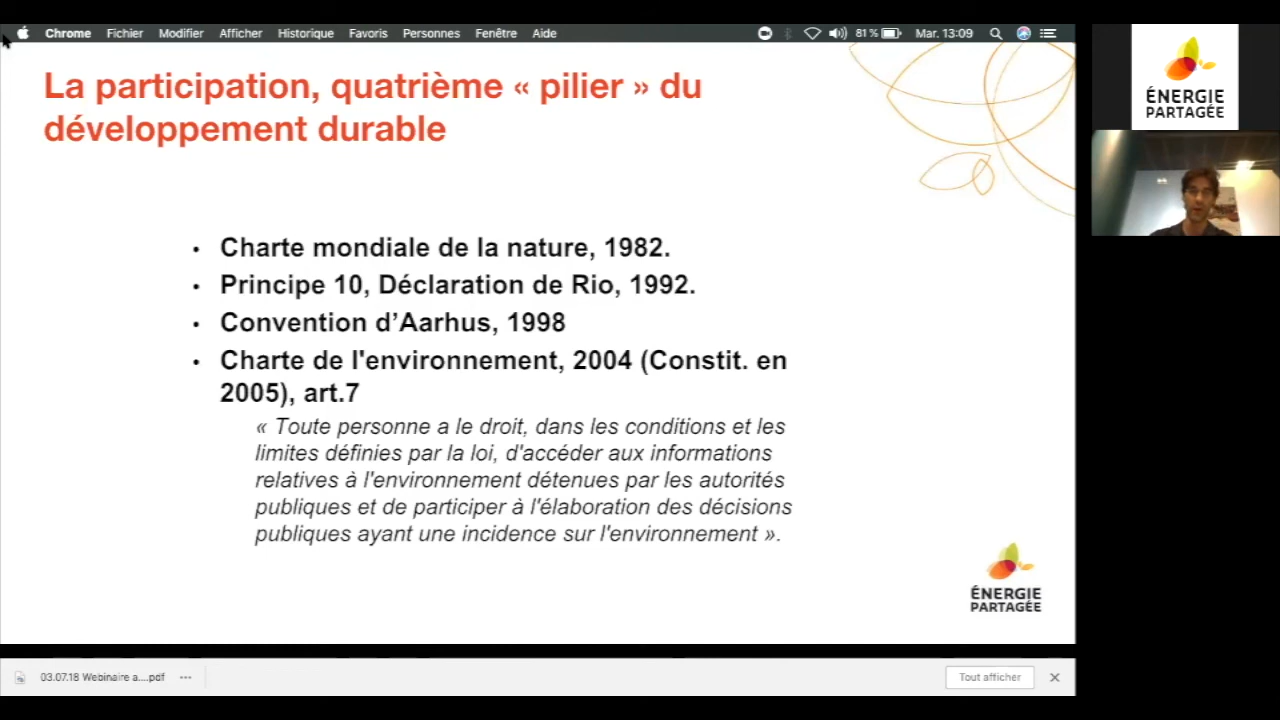 Chrome Fichier Modifier Afficher Historique Favoris Personnes Fenêtre Aide 81 % Mar. 13:09
La participation, quatrième « pilier » du
développement durable
• Charte mondiale de la nature, 1982.
• Principe 10, Déclaration de Rio, 1992.
• Convention d’Aarhus, 1998
• Charte de l'environnement, 2004 (Constit. en
2005), art.7
« Toute personne a le droit, dans les conditions et les
limites définies par la loi, d'accéder aux informations
relatives à l'environnement détenues par les autorités
publiques et de participer à l'élaboration des décisions
publiques ayant une incidence sur l'environnement ».
ÉNERGIE
PARTAGÉE
03.07.18 Webinaire a....pdf
Tout afficher
ÉNERGIE
PARTAGÉE